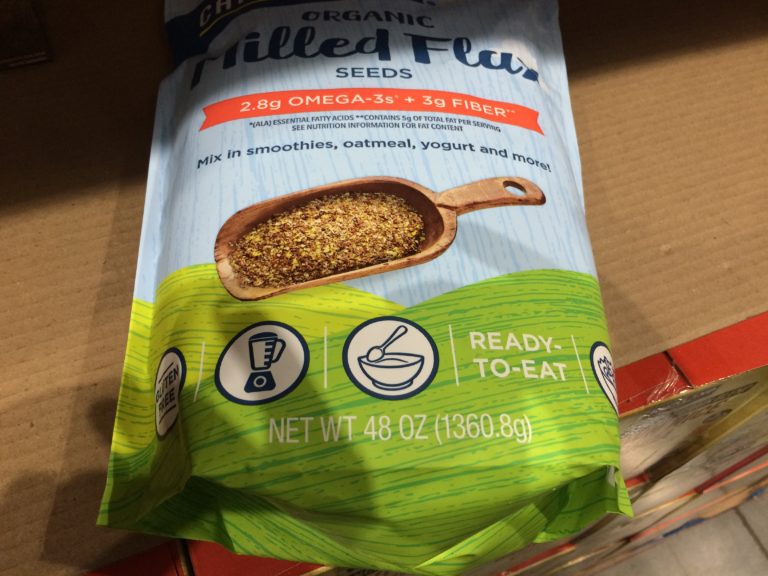 ORGANIC
Milled Flax
SEEDS
2.8g OMEGA-3s* + 3g FIBER**
*(ALA) ESSENTIAL FATTY ACIDS **CONTAINS 5g OF TOTAL FAT PER SERVING
SEE NUTRITION INFORMATION FOR FAT CONTENT
Mix in smoothies, oatmeal, yogurt and more!
GLUTEN
FREE
READY-
TO-EAT
NET WT 48 OZ (1360.8g)